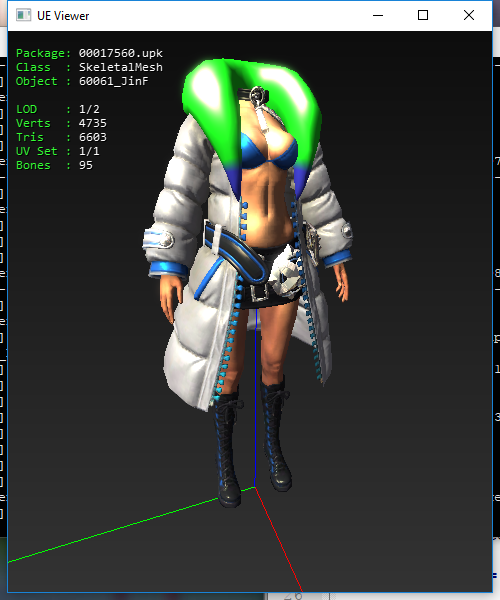 UE Viewer
Package: 00017560.upk
Class  : SkeletalMesh
Object : 60061_JinF
LOD    : 1/2
Verts  : 4735
Tris   : 6603
UV Set : 1/1
Bones  : 95